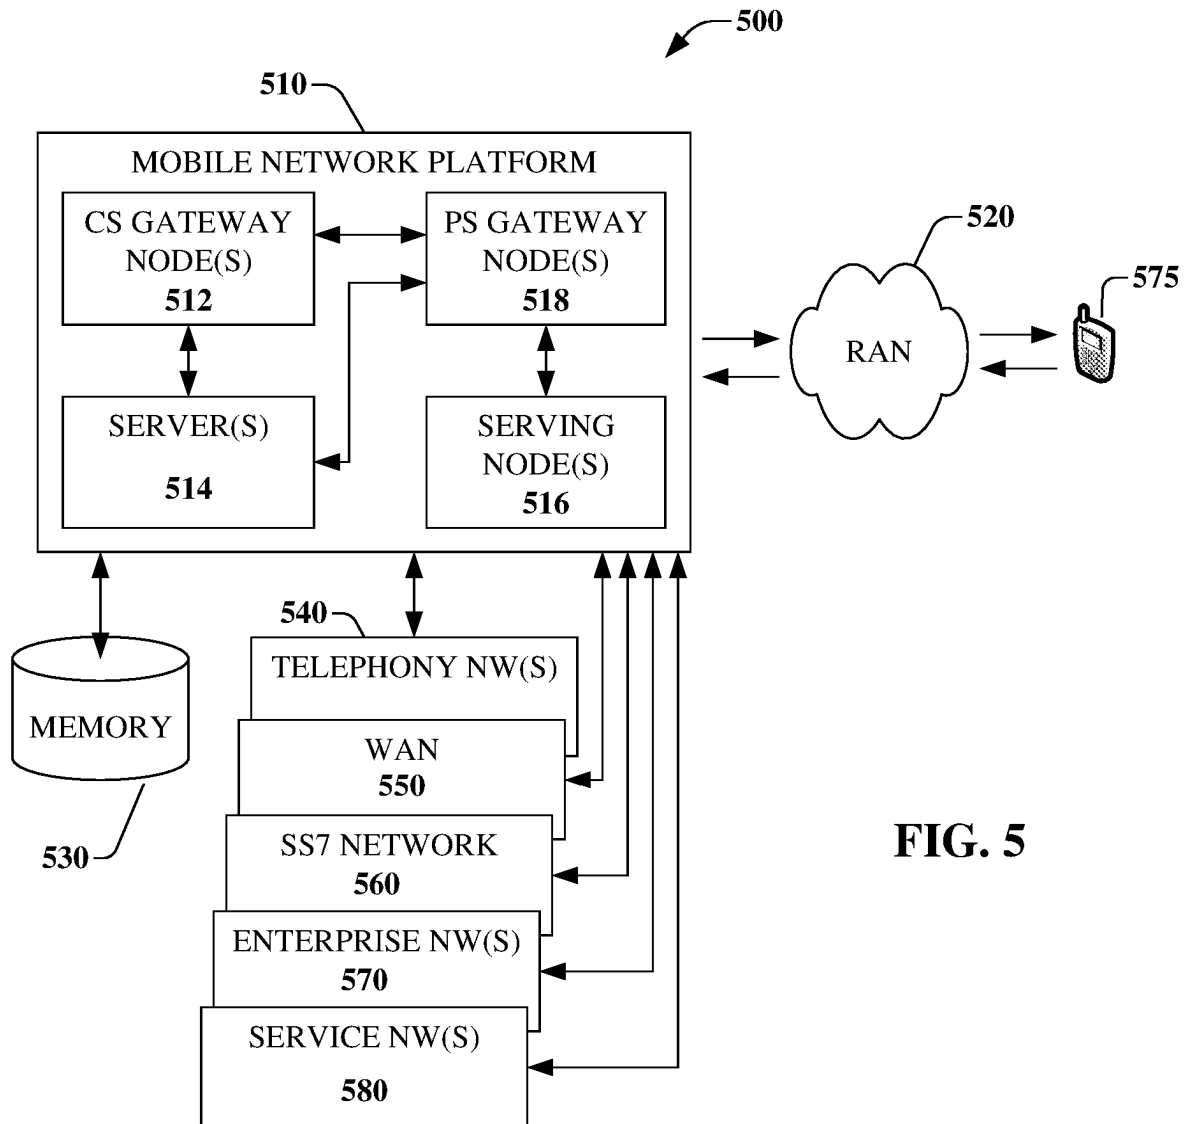 500
510
MOBILE NETWORK PLATFORM
CS GATEWAY
NODE(S)
512
PS GATEWAY
NODE(S)
518
SERVER(S)
514
SERVING
NODE(S)
516
520
RAN
575
540
TELEPHONY NW(S)
MEMORY
530
WAN
550
SS7 NETWORK
560
ENTERPRISE NW(S)
570
SERVICE NW(S)
580
FIG. 5